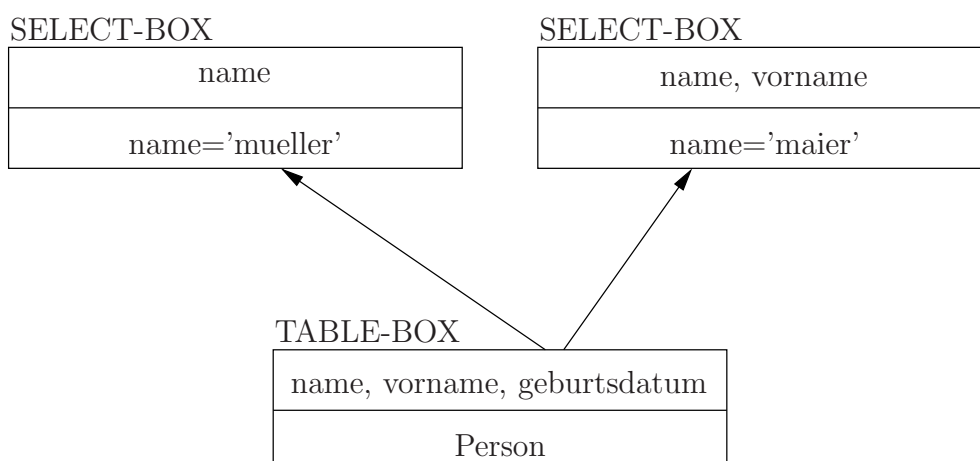 SELECT-BOX
name
name=’mueller’
SELECT-BOX
name, vorname
name=’maier’
TABLE-BOX
name, vorname, geburtsdatum
Person